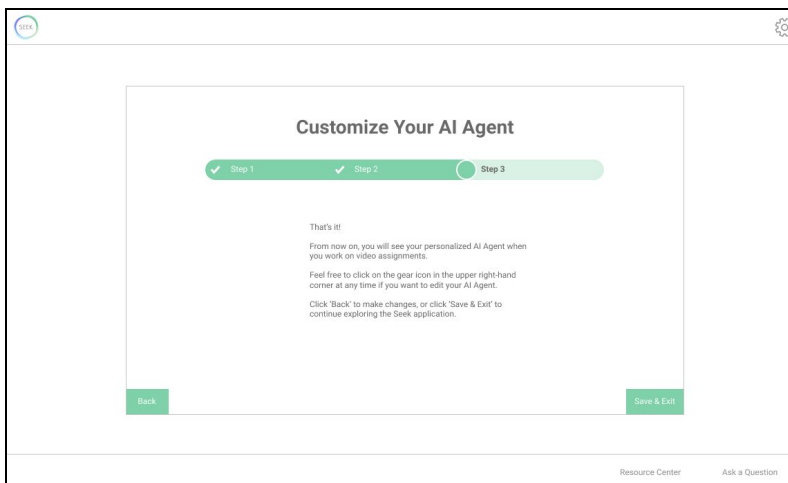 SEEK
Customize Your AI Agent
Step 1
Step 2
Step 3
That's it!
From now on, you will see your personalized AI Agent when
you work on video assignments.
Feel free to click on the gear icon in the upper right-hand
corner at any time if you want to edit your AI Agent.
Click 'Back' to make changes, or click 'Save & Exit' to
continue exploring the Seek application.
Back
Save & Exit
Resource Center
Ask a Question